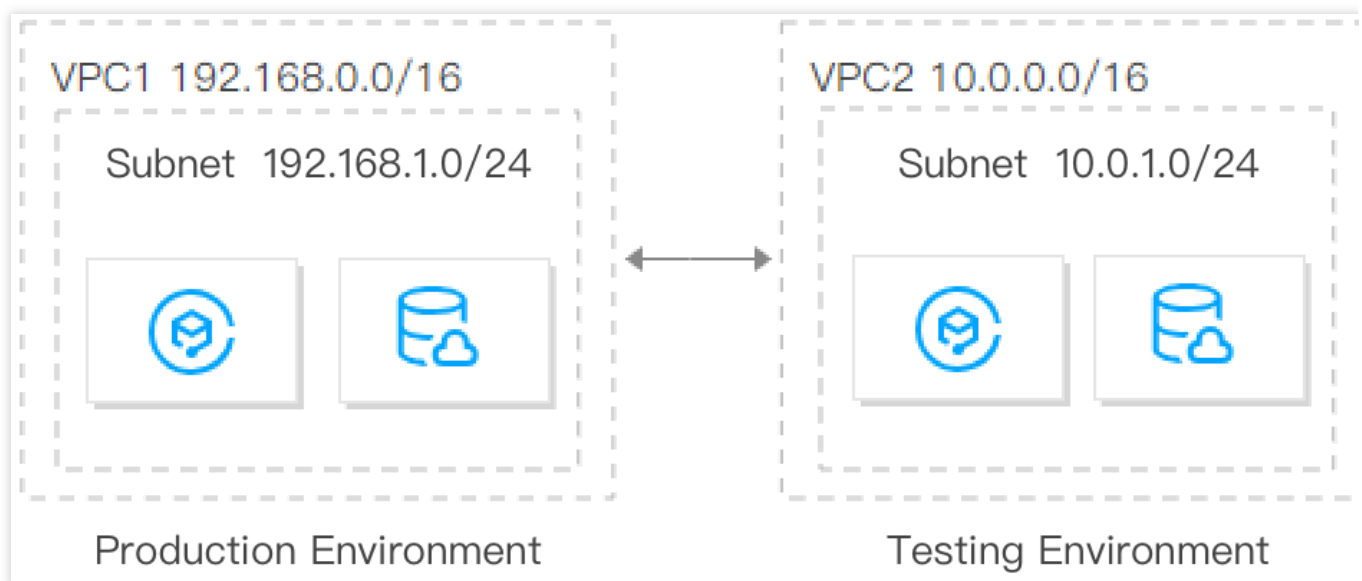 VPC1 192.168.0.0/16
Subnet 192.168.1.0/24
Production Environment
VPC2 10.0.0.0/16
Subnet 10.0.1.0/24
Testing Environment